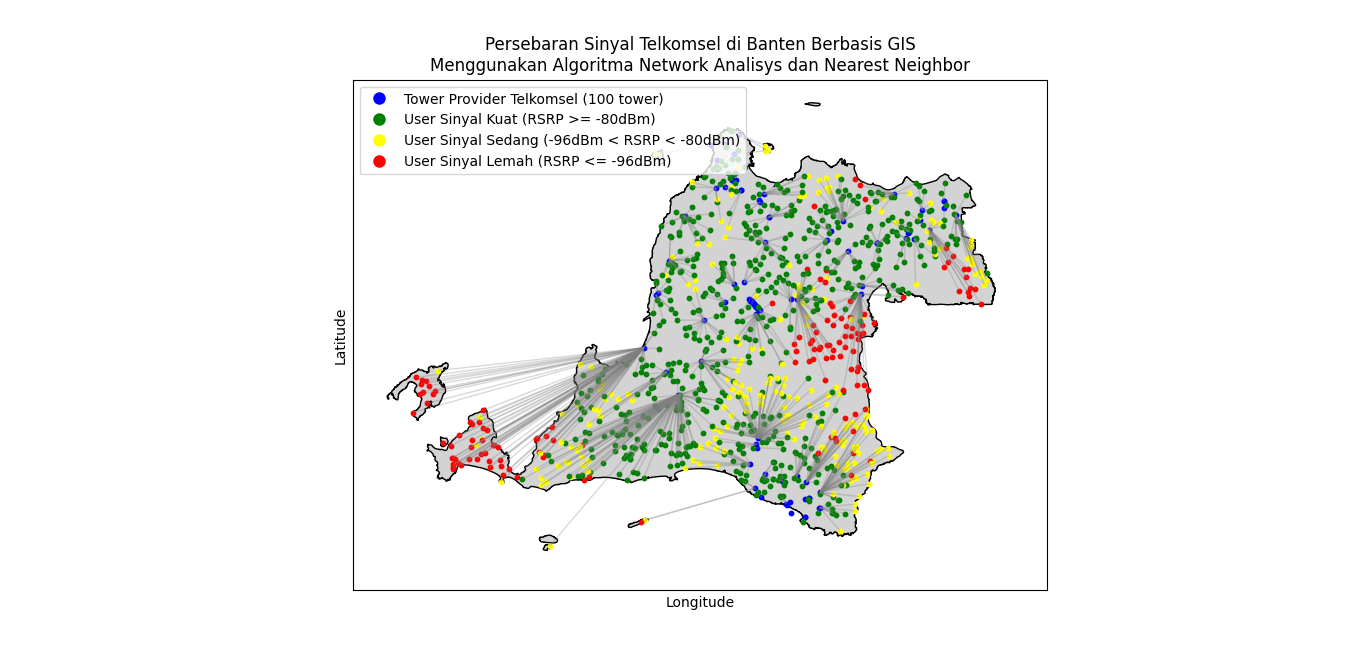 Persebaran Sinyal Telkomsel di Banten Berbasis GIS
Menggunakan Algoritma Network Analisys dan Nearest Neighbor
Tower Provider Telkomsel (100 tower)
User Sinyal Kuat (RSRP >= -80dBm)
User Sinyal Sedang (-96dBm < RSRP < -80dBm)
User Sinyal Lemah (RSRP <= -96dBm)
Latitude
Longitude